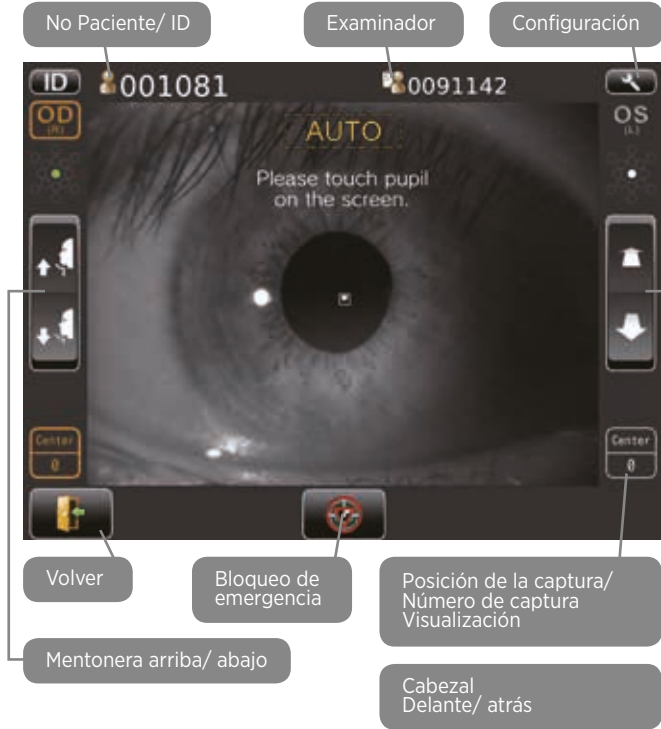 No Paciente/ ID
Examinador
Configuración
ID
001081
0091142
OD
(R)
OS
(L)
AUTO
Please touch pupil
on the screen.
Center
0
Center
0
Volver
Bloqueo de
emergencia
Posición de la captura/
Número de captura
Visualización
Mentonera arriba/ abajo
Cabezal
Delante/ atrás